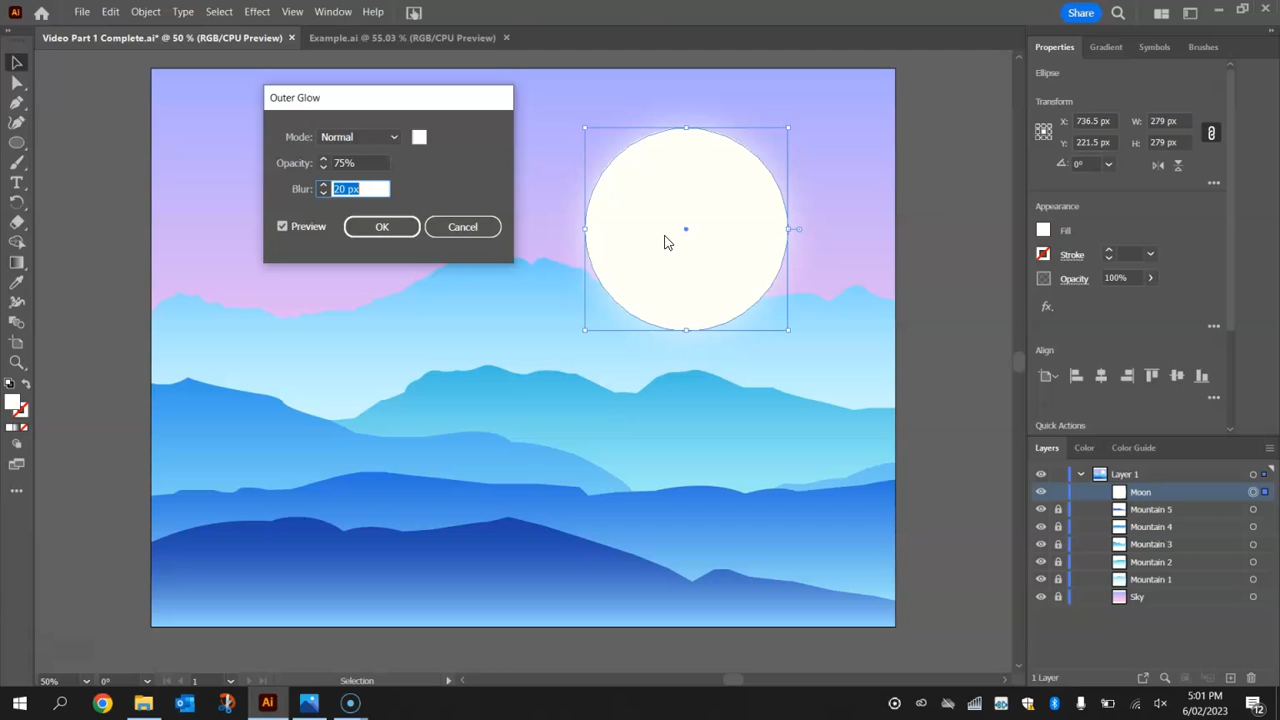 Ai File Edit Object Type Select Effect View Window Help Share
Video Part 1 Complete.ai* @ 50 % (RGB/CPU Preview) × Example.ai @ 55.03 % (RGB/CPU Preview) ×
Properties Gradient Symbols Brushes
Ellipse
Transform
X: 736.5 px W: 279 px
Y: 221.5 px H: 279 px
0°
Appearance
Fill
Stroke
Opacity 100%
fx.
Align
Quick Actions
Outer Glow
Mode: Normal
Opacity: 75%
Blur: 20 px
Preview OK Cancel
Layers Color Color Guide
Layer 1
Moon
Mountain 5
Mountain 4
Mountain 3
Mountain 2
Mountain 1
Sky
1 Layer
50% 0° 1 Selection
Ai
5:01 PM
6/02/2023